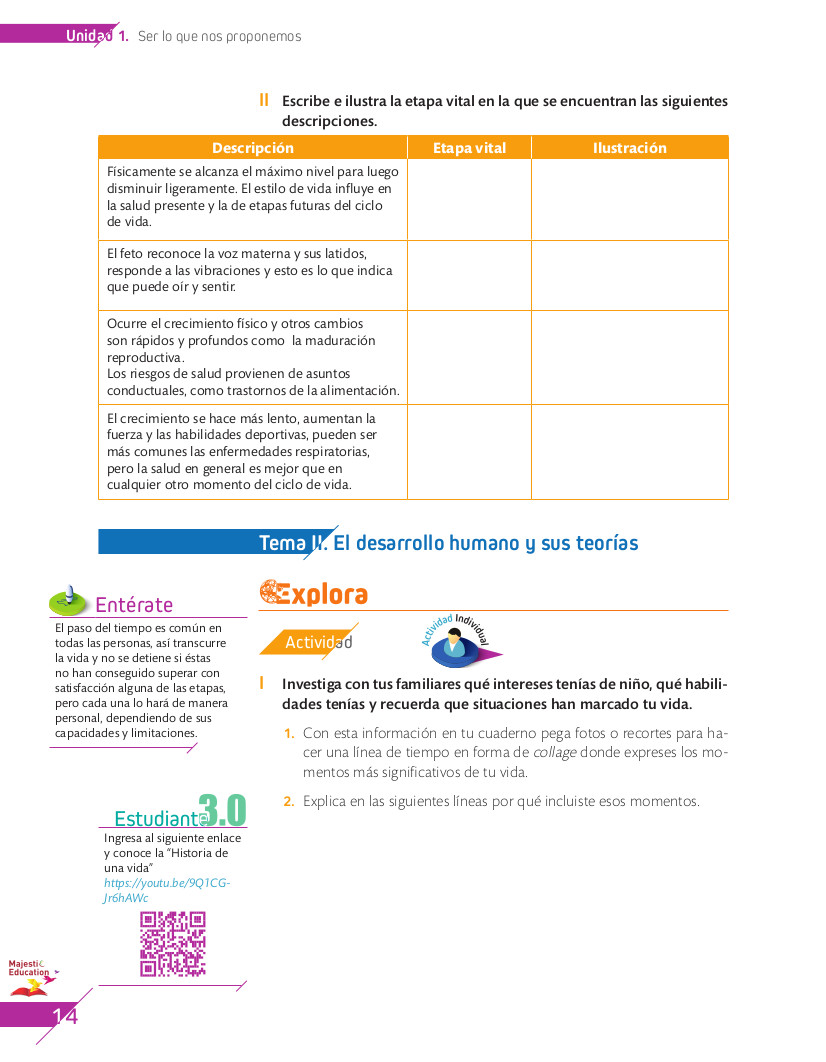 Unidad 1. Ser lo que nos proponemos
II Escribe e ilustra la etapa vital en la que se encuentran las siguientes
descripciones.
Descripción Etapa vital Ilustración
Físicamente se alcanza el máximo nivel para luego
disminuir ligeramente. El estilo de vida influye en
la salud presente y la de etapas futuras del ciclo
de vida.
El feto reconoce la voz materna y sus latidos,
responde a las vibraciones y esto es lo que indica
que puede oír y sentir.
Ocurre el crecimiento físico y otros cambios
son rápidos y profundos como la maduración
reproductiva.
Los riesgos de salud provienen de asuntos
conductuales, como trastornos de la alimentación.
El crecimiento se hace más lento, aumentan la
fuerza y las habilidades deportivas, pueden ser
más comunes las enfermedades respiratorias,
pero la salud en general es mejor que en
cualquier otro momento del ciclo de vida.
Tema II. El desarrollo humano y sus teorías
Entérate
El paso del tiempo es común en
todas las personas, así transcurre
la vida y no se detiene si éstas
no han conseguido superar con
satisfacción alguna de las etapas,
pero cada una lo hará de manera
personal, dependiendo de sus
capacidades y limitaciones.
Explora
Actividad
Actividad Individual
I Investiga con tus familiares qué intereses tenías de niño, qué habili-
dades tenías y recuerda que situaciones han marcado tu vida.
1. Con esta información en tu cuaderno pega fotos o recortes para ha-
cer una línea de tiempo en forma de collage donde expreses los mo-
mentos más significativos de tu vida.
2. Explica en las siguientes líneas por qué incluiste esos momentos.
Estudiante 3.0
Ingresa al siguiente enlace
y conoce la “Historia de
una vida”
https://youtu.be/9Q1CG-
Jr6hAWc
Majestic
Education
14